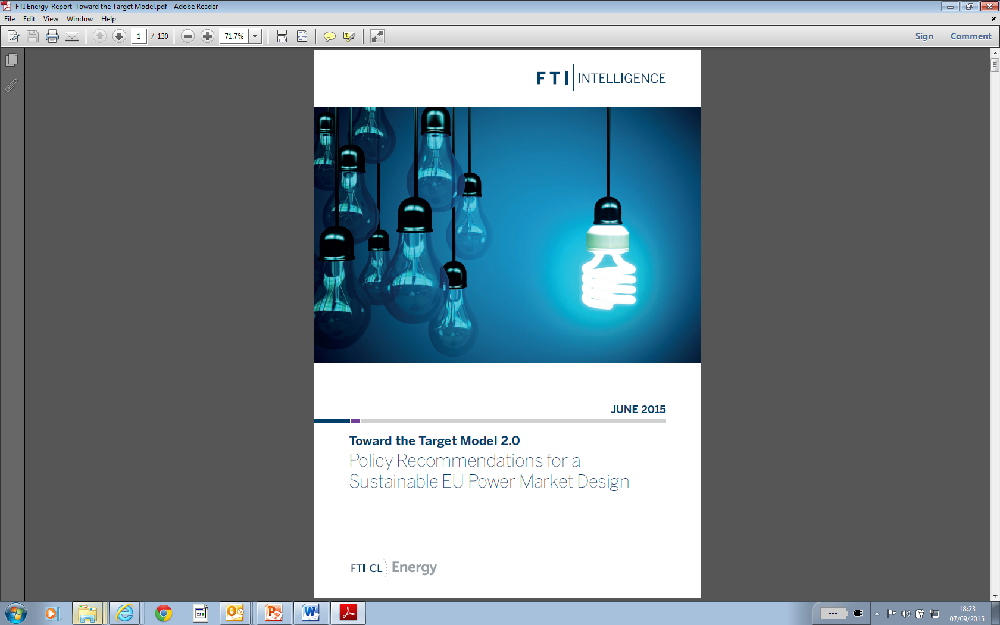 FTI Energy_Report_Toward the Target Model.pdf - Adobe Reader
File Edit View Window Help
1 / 130 71.7% Sign Comment
FTI INTELLIGENCE
JUNE 2015
Toward the Target Model 2.0
Policy Recommendations for a
Sustainable EU Power Market Design
FTI·CL Energy
18:23
07/09/2015